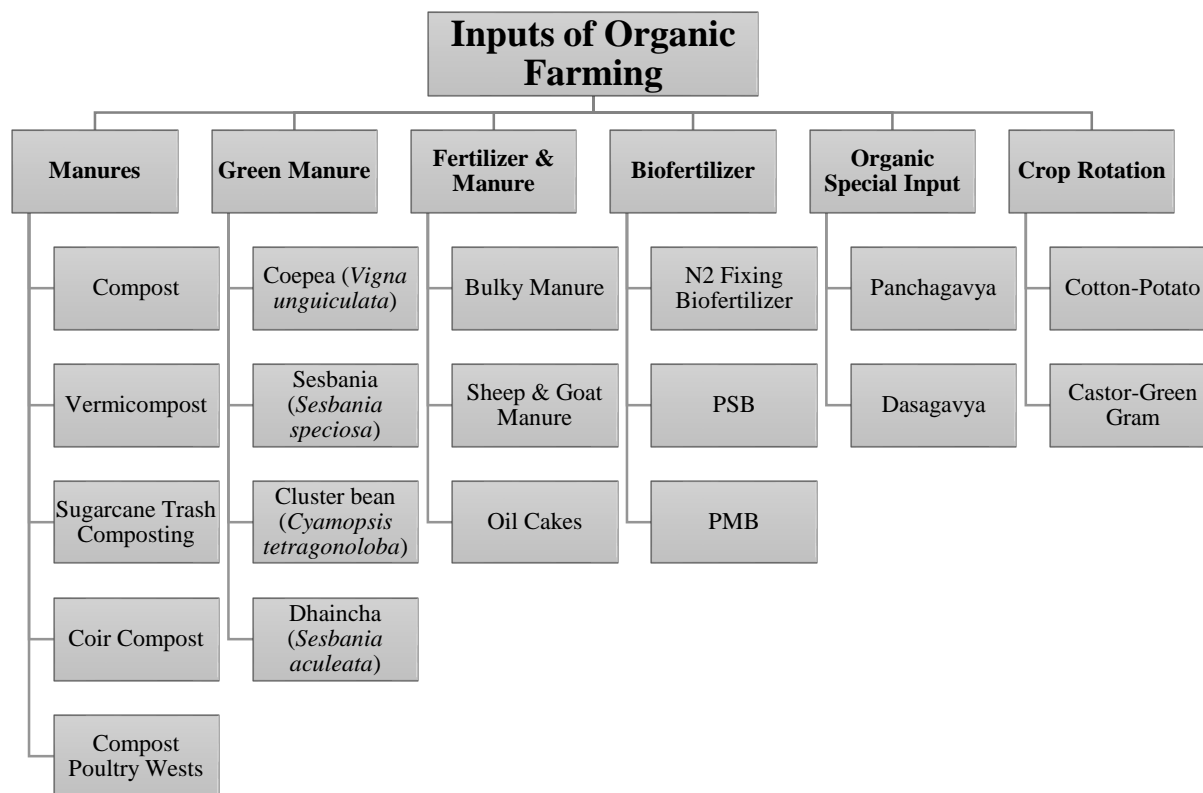 Inputs of Organic
Farming
Manures
Compost
Vermicompost
Sugarcane Trash
Composting
Coir Compost
Compost
Poultry Wests
Green Manure
Coepea (Vigna
unguiculata)
Sesbania
(Sesbania
speciosa)
Cluster bean
(Cyamopsis
tetragonoloba)
Dhaincha
(Sesbania
aculeata)
Fertilizer &
Manure
Bulky Manure
Sheep & Goat
Manure
Oil Cakes
Biofertilizer
N2 Fixing
Biofertilizer
PSB
PMB
Organic
Special Input
Panchagavya
Dasagavya
Crop Rotation
Cotton-Potato
Castor-Green
Gram